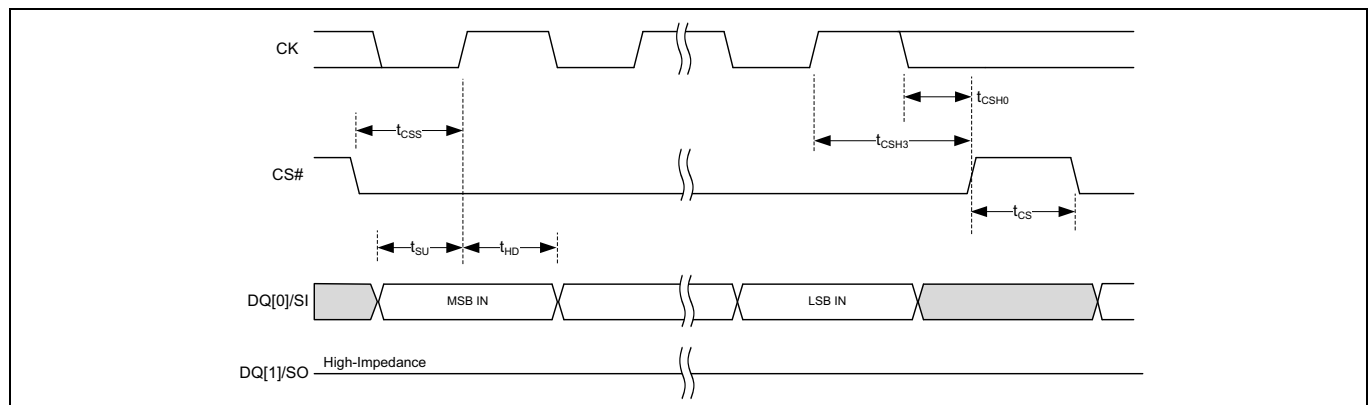 CK
tCSH0
tCSS
tCSH3
CS#
tCS
tSU
tHD
DQ[0]/SI
MSB IN
LSB IN
High-Impedance
DQ[1]/SO